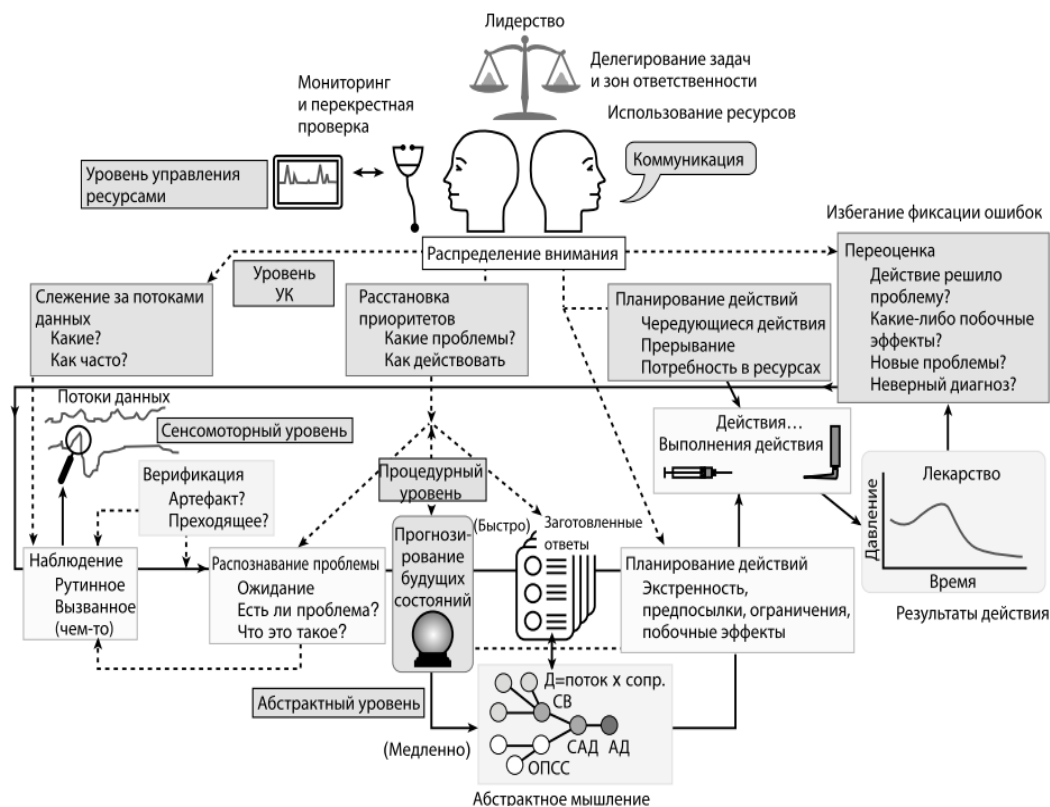 Лидерство
Делегирование задач
и зон ответственности
Мониторинг
и перекрестная
проверка
Использование ресурсов
Коммуникация
Уровень управления
ресурсами
Избегание фиксации ошибок
Распределение внимания
Переоценка
Действие решило
проблему?
Какие-либо побочные
эффекты?
Новые проблемы?
Неверный диагноз?
Уровень
УК
Слежение за потоками
данных
Какие?
Как часто?
Расстановка
приоритетов
Какие проблемы?
Как действовать
Планирование действий
Чередующиеся действия
Прерывание
Потребность в ресурсах
Потоки данных
Сенсомоторный уровень
Действия...
Выполнения действия
Верификация
Артефакт?
Преходящее?
Процедурный
уровень
Лекарство
Давление
Время
Результаты действия
(Быстро)
Заготовленные
ответы
Наблюдение
Рутинное
Вызванное
(чем-то)
Распознавание проблемы
Ожидание
Есть ли проблема?
Что это такое?
Прогнози-
рование
будущих
состояний
Планирование действий
Экстренность,
предпосылки, ограничения,
побочные эффекты
Абстрактный уровень
(Медленно)
Д=поток х сопр.
СВ
САД АД
ОПСС
Абстрактное мышление